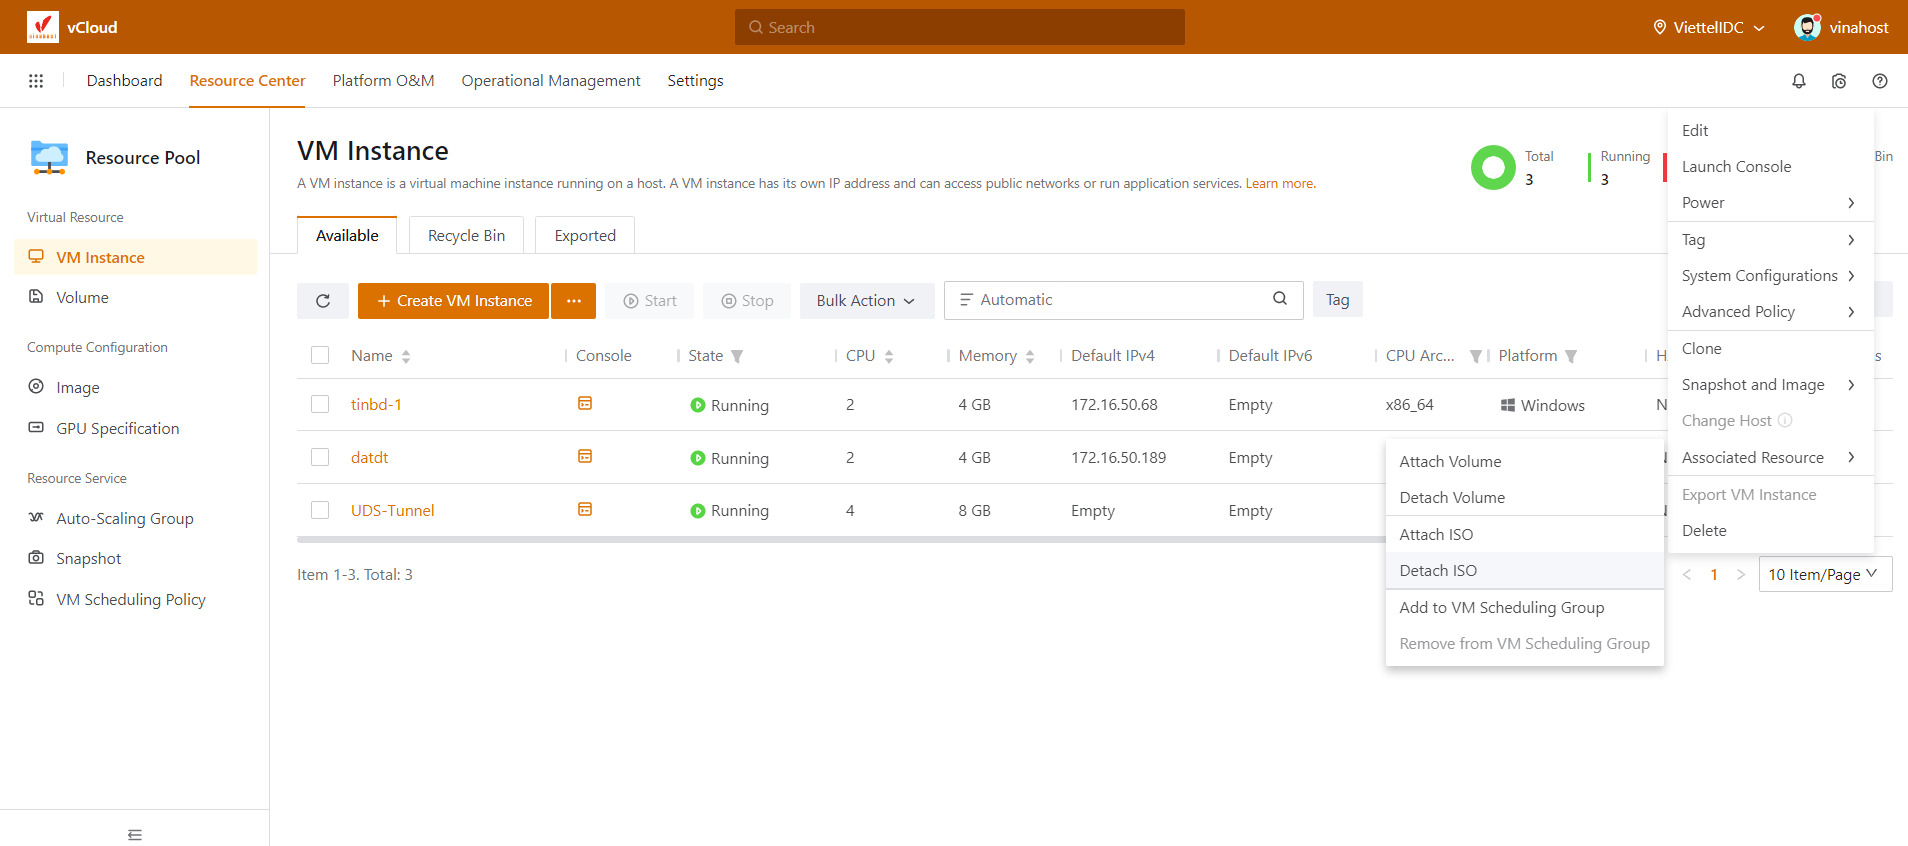 vinahost
vCloud
Search
ViettelIDC
vinahost
Dashboard
Resource Center
Platform O&M
Operational Management
Settings
Resource Pool
Virtual Resource
VM Instance
Volume
Compute Configuration
Image
GPU Specification
Resource Service
Auto-Scaling Group
Snapshot
VM Scheduling Policy
VM Instance
A VM instance is a virtual machine instance running on a host. A VM instance has its own IP address and can access public networks or run application services. Learn more.
Total
3
Running
3
Bin
Available
Recycle Bin
Exported
+ Create VM Instance
...
Start
Stop
Bulk Action
Automatic
Tag
Name
Console
State
CPU
Memory
Default IPv4
Default IPv6
CPU Arc...
Platform
H
s
tinbd-1
Running
2
4 GB
172.16.50.68
Empty
x86_64
Windows
N
datdt
Running
2
4 GB
172.16.50.189
Empty
UDS-Tunnel
Running
4
8 GB
Empty
Empty
Item 1-3. Total: 3
< 1 >
10 Item/Page
Edit
Launch Console
Power
Tag
System Configurations
Advanced Policy
Clone
Snapshot and Image
Change Host
Associated Resource
Export VM Instance
Delete
Attach Volume
Detach Volume
Attach ISO
Detach ISO
Add to VM Scheduling Group
Remove from VM Scheduling Group